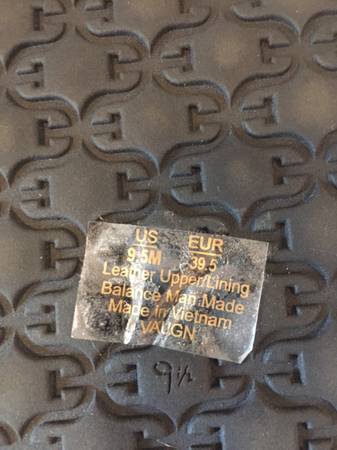 US EUR
9.5M 39.5
Leather Upper/Lining
Balance Man Made
Made in Vietnam
VAUGN
9½